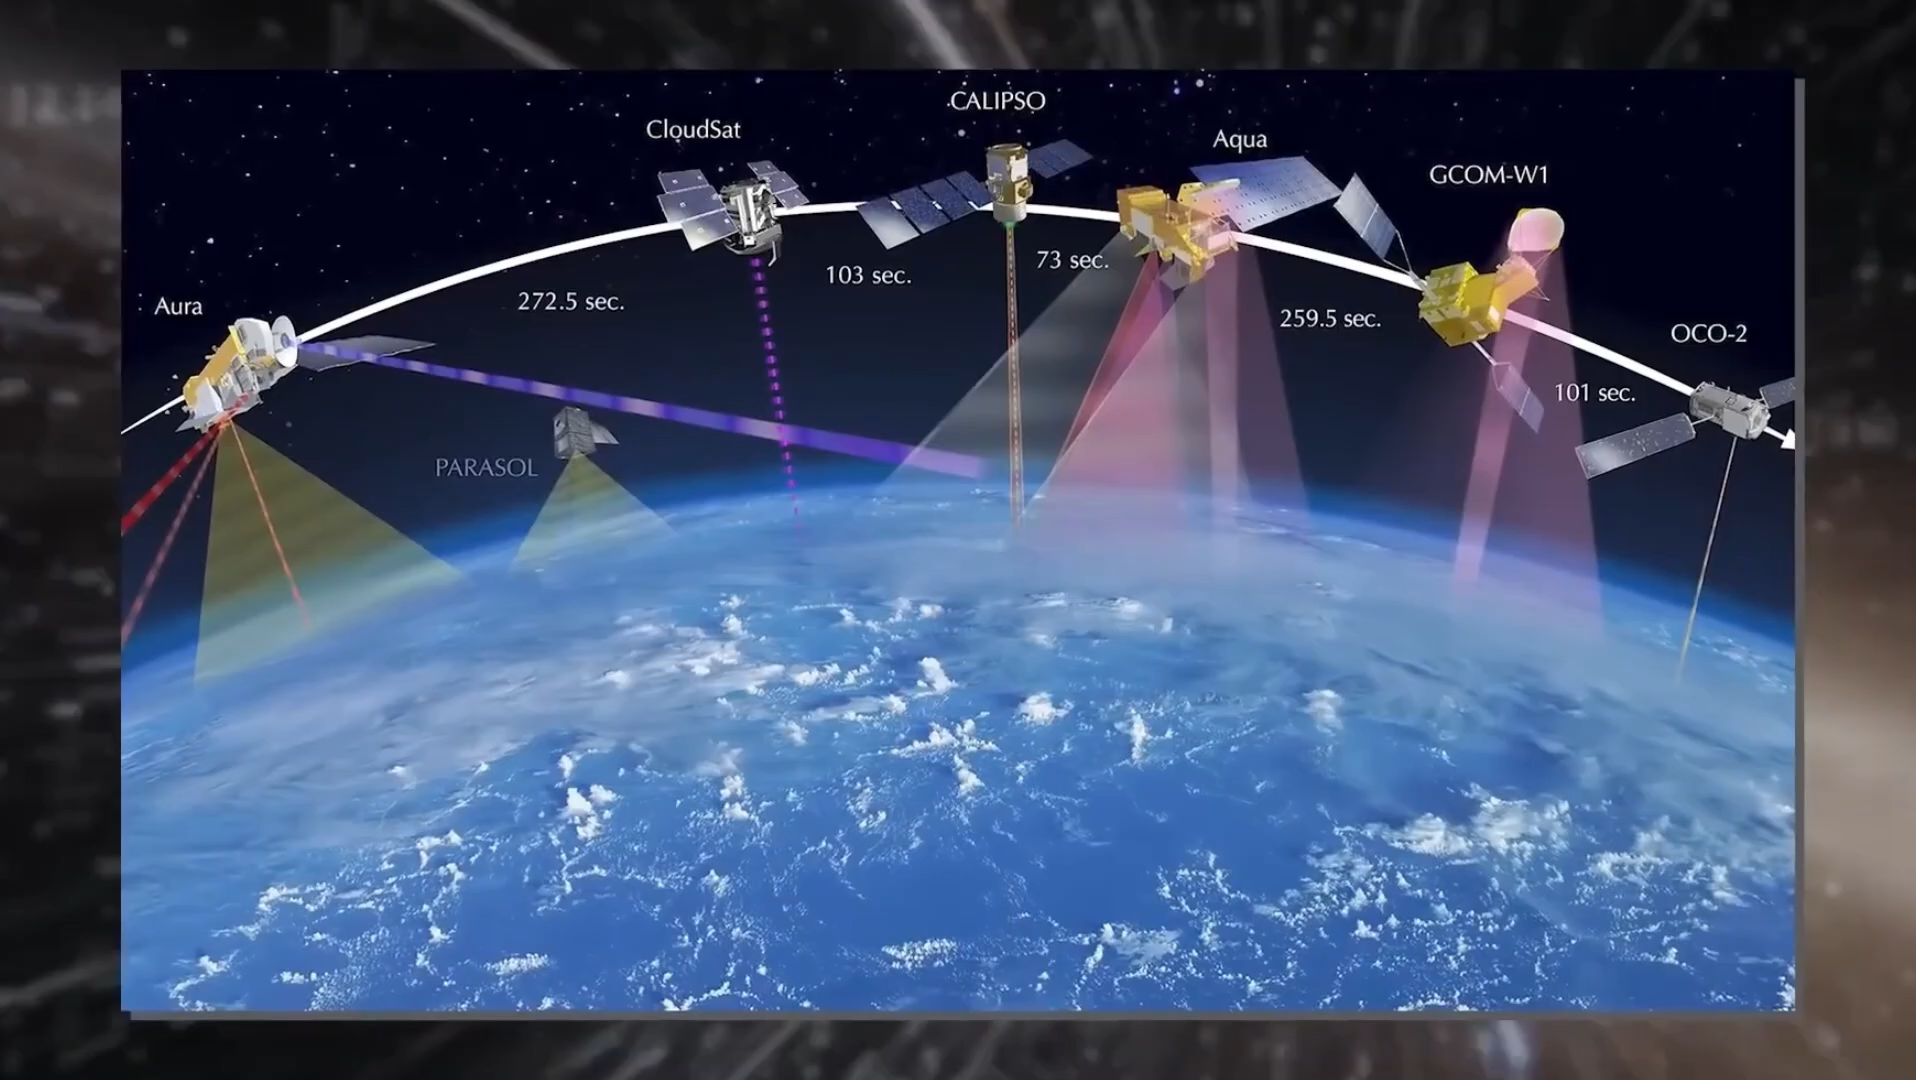 CALIPSO
CloudSat
Aqua
GCOM-W1
73 sec.
103 sec.
272.5 sec.
Aura
259.5 sec.
OCO-2
101 sec.
PARASOL